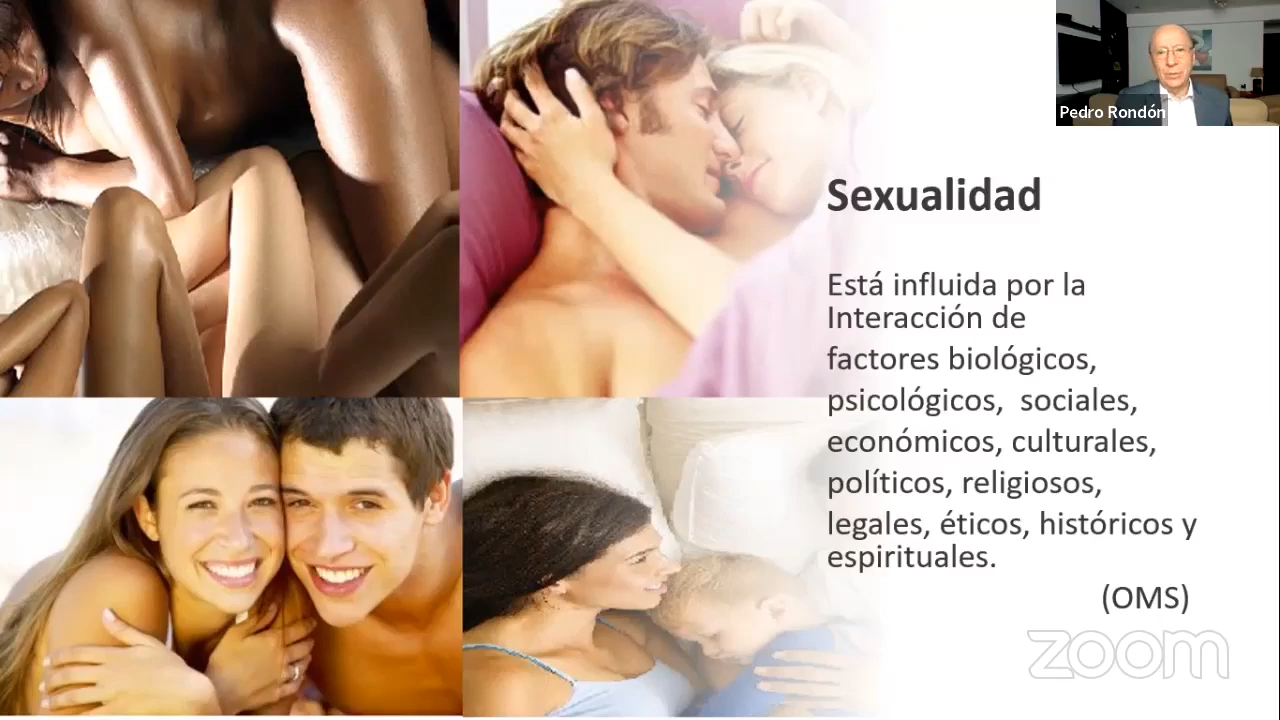 Pedro Rondón
Sexualidad
Está influida por la
Interacción de
factores biológicos,
psicológicos, sociales,
económicos, culturales,
políticos, religiosos,
legales, éticos, históricos y
espirituales.
(OMS)
zoom